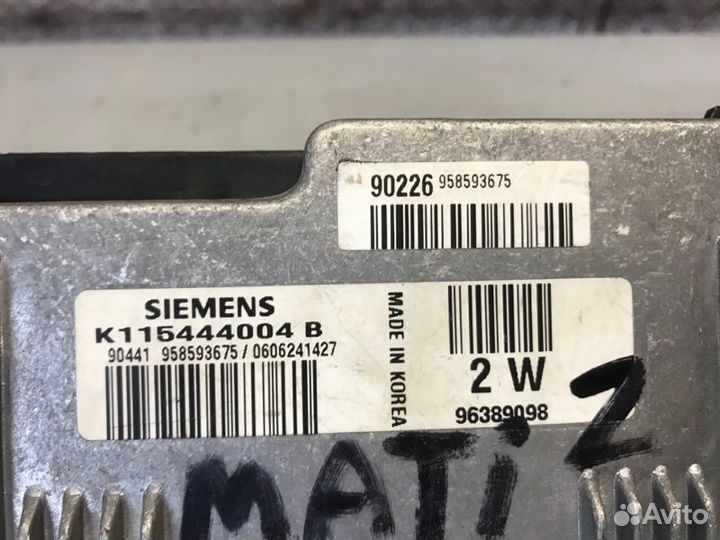 90226 958593675
SIEMENS
K115444004 B
90441 958593675 / 0606241427
MADE IN KOREA
2 W
96389098
MATiZ
Avito